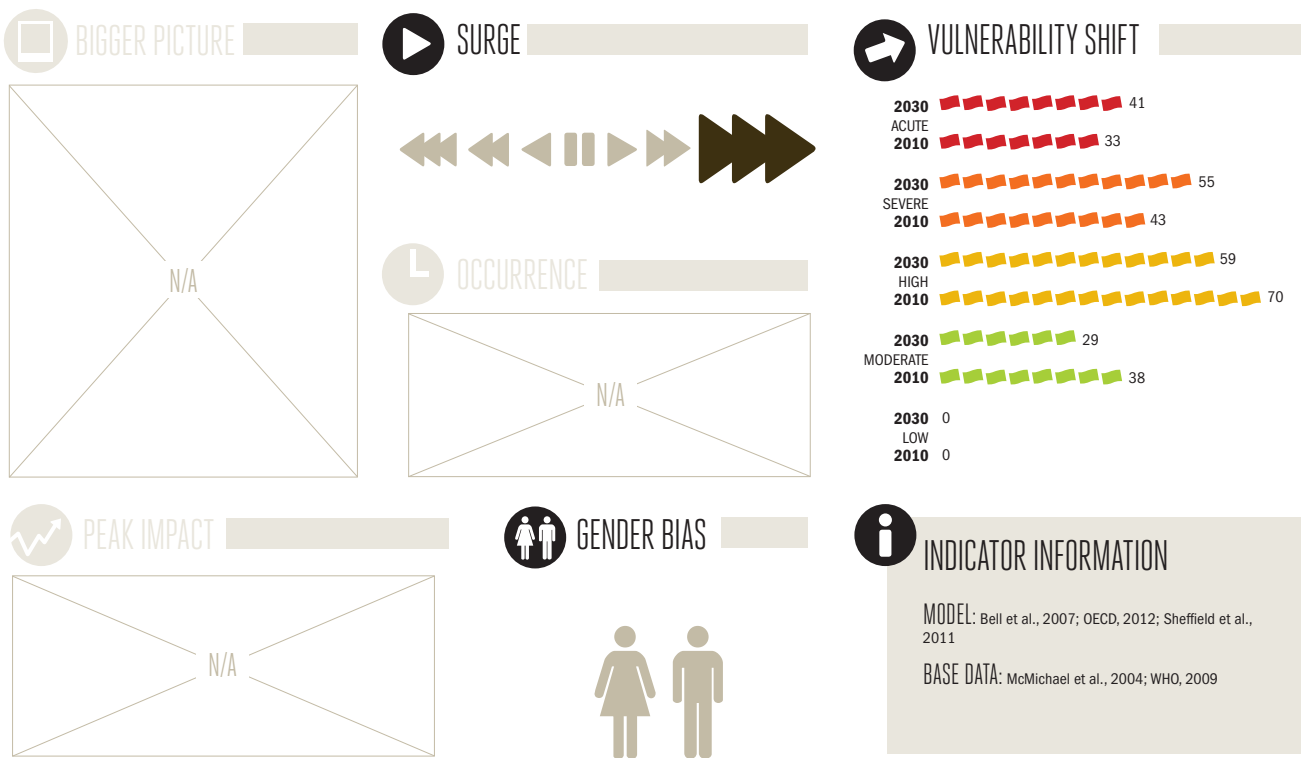 BIGGER PICTURE
N/A
SURGE
OCCURRENCE
N/A
VULNERABILITY SHIFT
2030 41
ACUTE
2010 33
2030 55
SEVERE
2010 43
2030 59
HIGH
2010 70
2030 29
MODERATE
2010 38
2030 0
LOW
2010 0
PEAK IMPACT
N/A
GENDER BIAS
INDICATOR INFORMATION
MODEL: Bell et al., 2007; OECD, 2012; Sheffield et al.,
2011
BASE DATA: McMichael et al., 2004; WHO, 2009